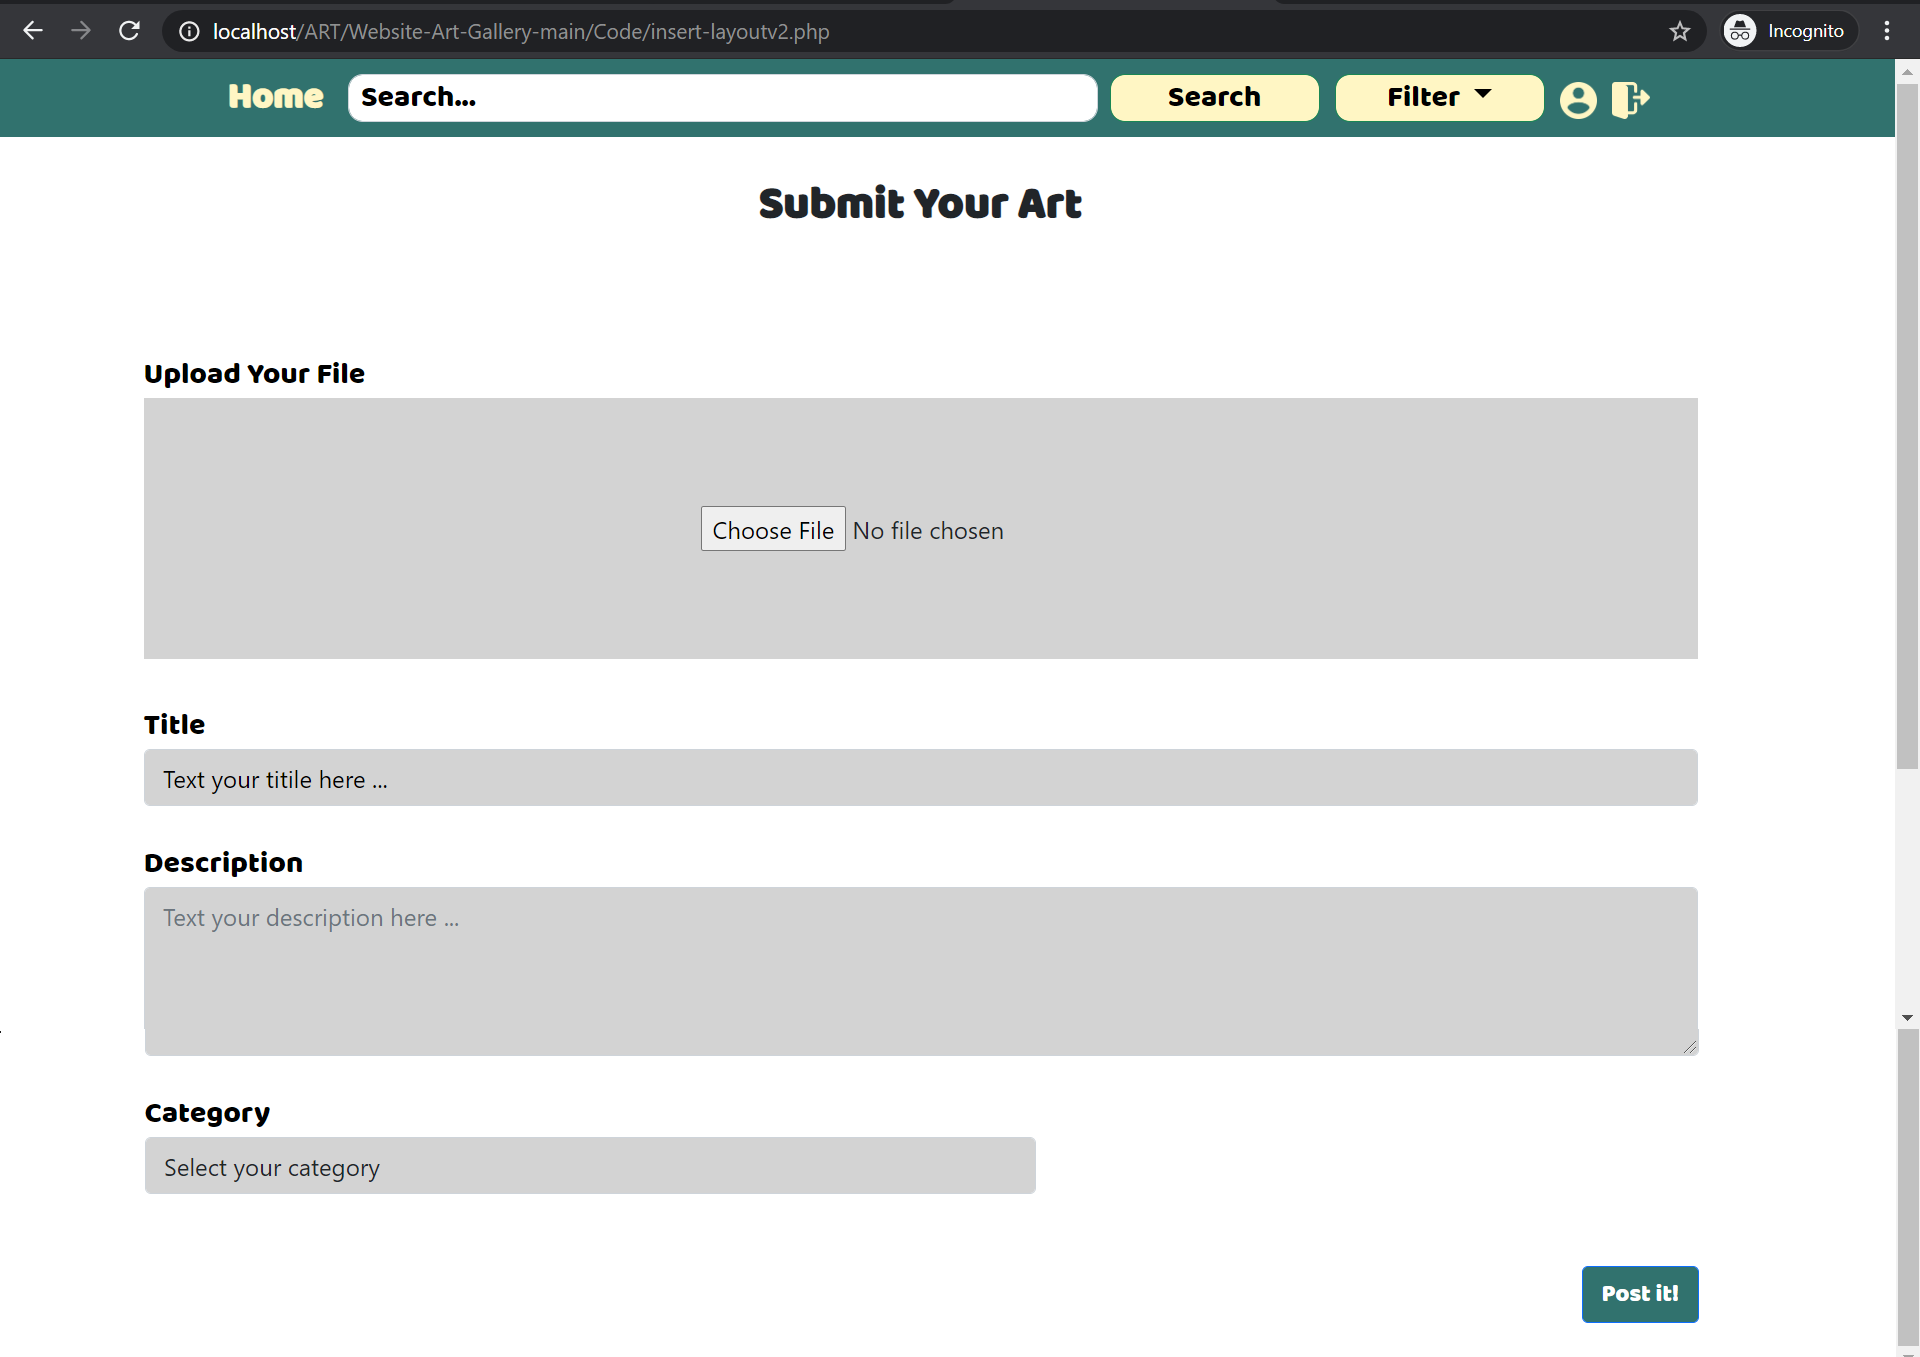 localhost/ART/Website-Art-Gallery-main/Code/insert-layoutv2.php Incognito
Home Search... Search Filter
Submit Your Art
Upload Your File
Choose File No file chosen
Title
Text your titile here ...
Description
Text your description here ...
Category
Select your category
Post it!